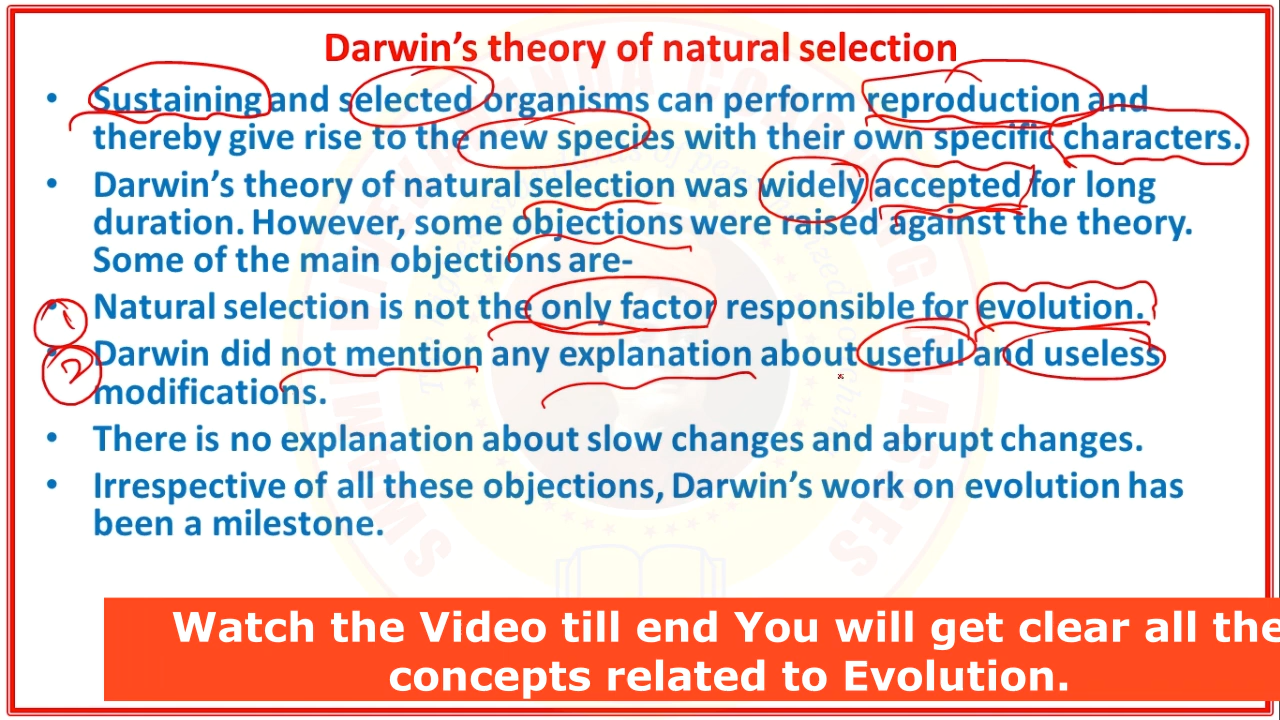 Darwin's theory of natural selection
• Sustaining and selected organisms can perform reproduction and
thereby give rise to the new species with their own specific characters.
• Darwin's theory of natural selection was widely accepted for long
duration. However, some objections were raised against the theory.
Some of the main objections are-
• Natural selection is not the only factor responsible for evolution.
1
• Darwin did not mention any explanation about useful and useless
2
modifications.
• There is no explanation about slow changes and abrupt changes.
• Irrespective of all these objections, Darwin's work on evolution has
been a milestone.
Watch the Video till end You will get clear all the
concepts related to Evolution.